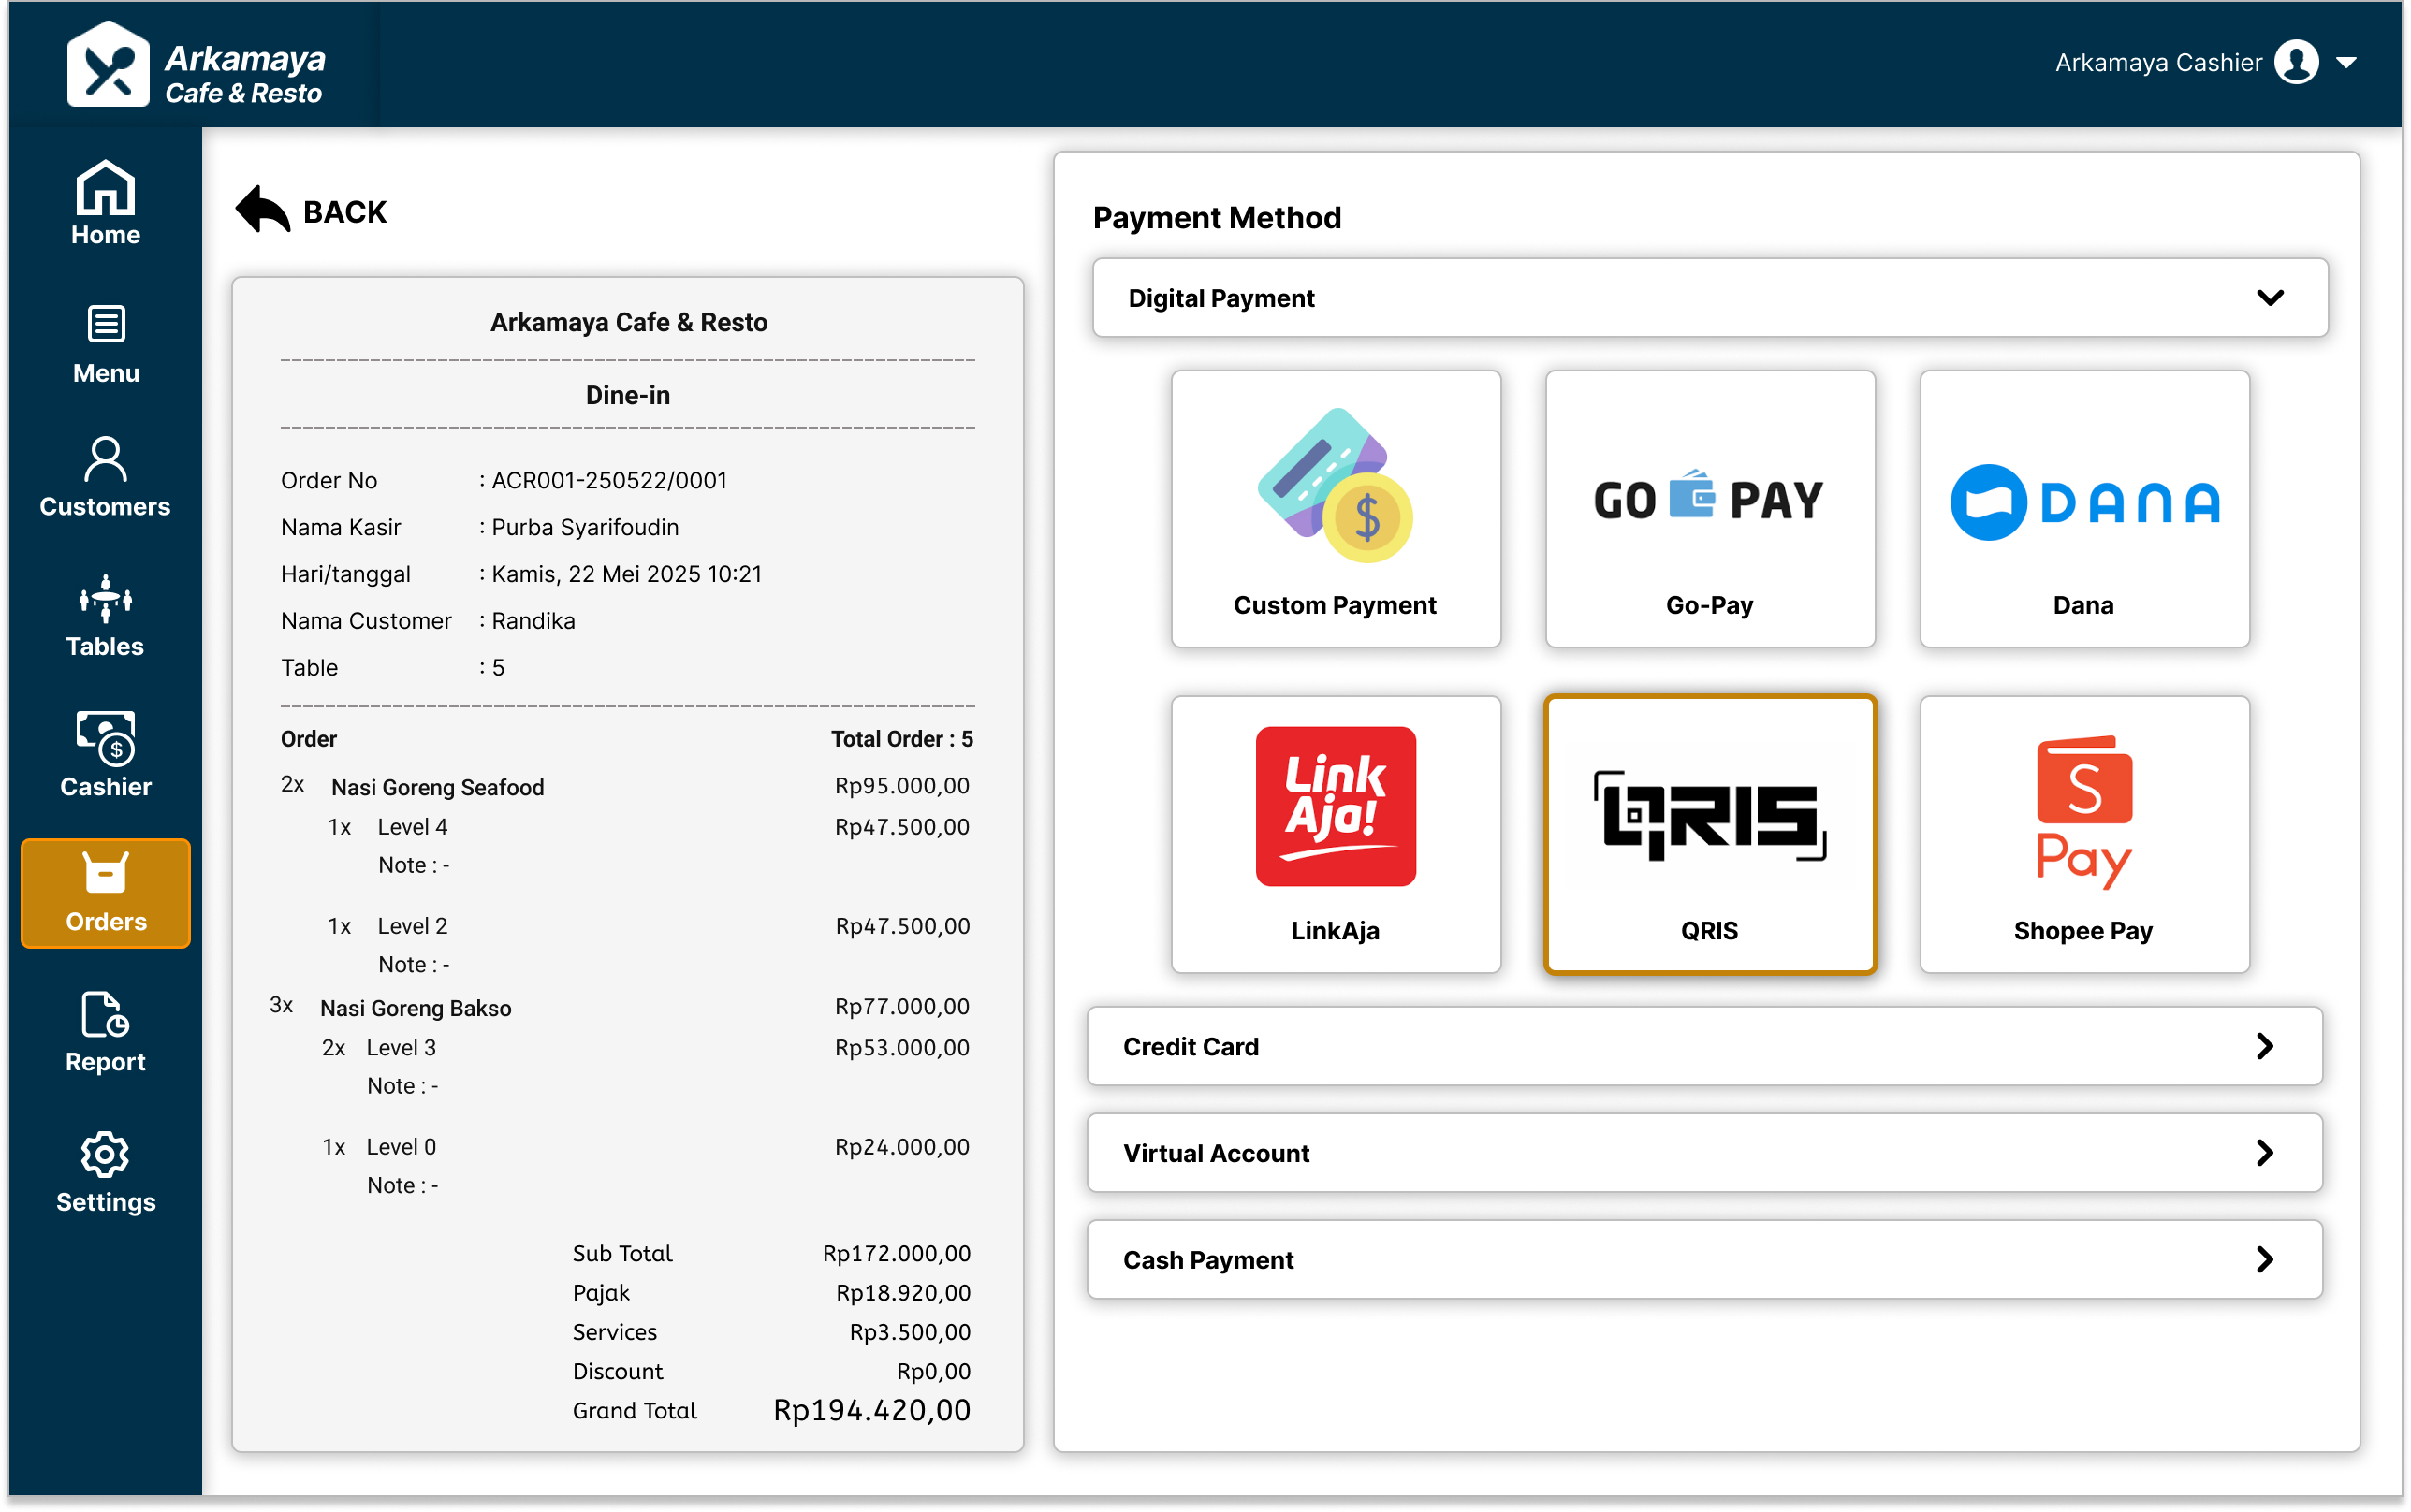 Arkamaya
Cafe & Resto
Arkamaya Cashier
Home
Menu
Customers
Tables
$
Cashier
Orders
Report
Settings
BACK
Arkamaya Cafe & Resto
Dine-in
Order No : ACR001-250522/0001
Nama Kasir : Purba Syarifoudin
Hari/tanggal : Kamis, 22 Mei 2025 10:21
Nama Customer : Randika
Table : 5
Order Total Order : 5
2x Nasi Goreng Seafood Rp95.000,00
1x Level 4 Rp47.500,00
Note : -
1x Level 2 Rp47.500,00
Note : -
3x Nasi Goreng Bakso Rp77.000,00
2x Level 3 Rp53.000,00
Note : -
1x Level 0 Rp24.000,00
Note : -
Sub Total Rp172.000,00
Pajak Rp18.920,00
Services Rp3.500,00
Discount Rp0,00
Grand Total Rp194.420,00
Payment Method
Digital Payment
$
Custom Payment
GO PAY
Go-Pay
DANA
Dana
Link
Aja!
LinkAja
QRIS
QRIS
S
Pay
Shopee Pay
Credit Card
Virtual Account
Cash Payment